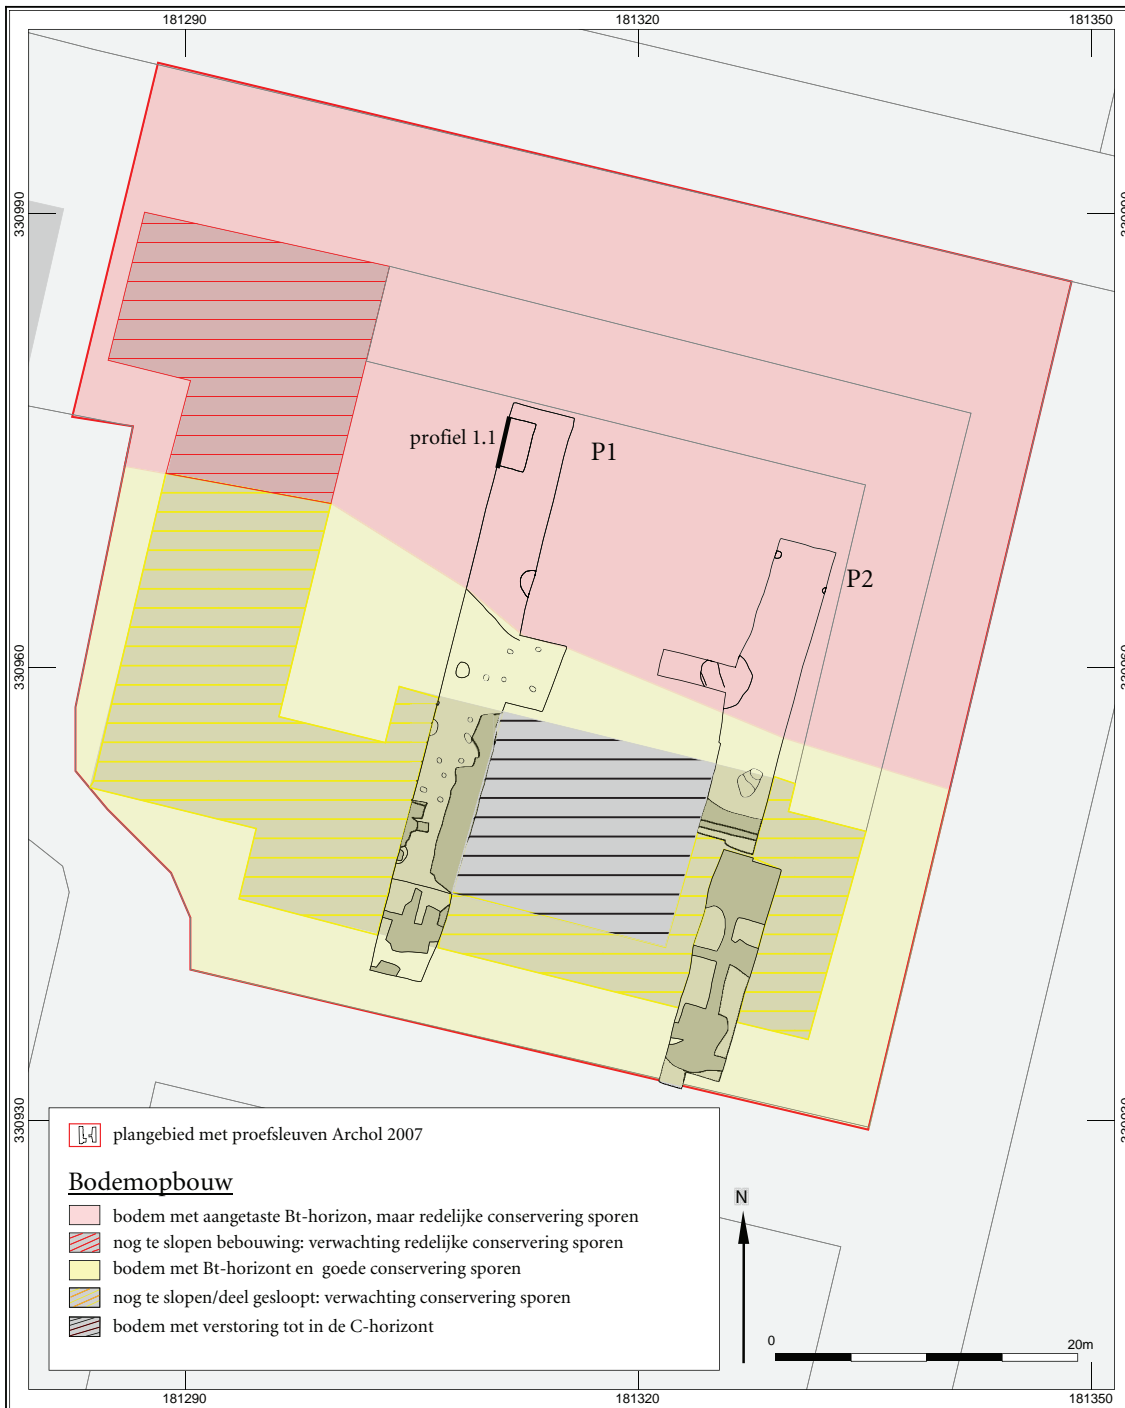 181290
181320
181350
330990
330990
profiel 1.1
P1
P2
330960
330960
330930
330930
plangebied met proefsleuven Archol 2007
Bodemopbouw
bodem met aangetaste Bt-horizon, maar redelijke conservering sporen
nog te slopen bebouwing: verwachting redelijke conservering sporen
bodem met Bt-horizont en goede conservering sporen
nog te slopen/deel gesloopt: verwachting conservering sporen
bodem met verstoring tot in de C-horizont
N
0
20m
181290
181320
181350